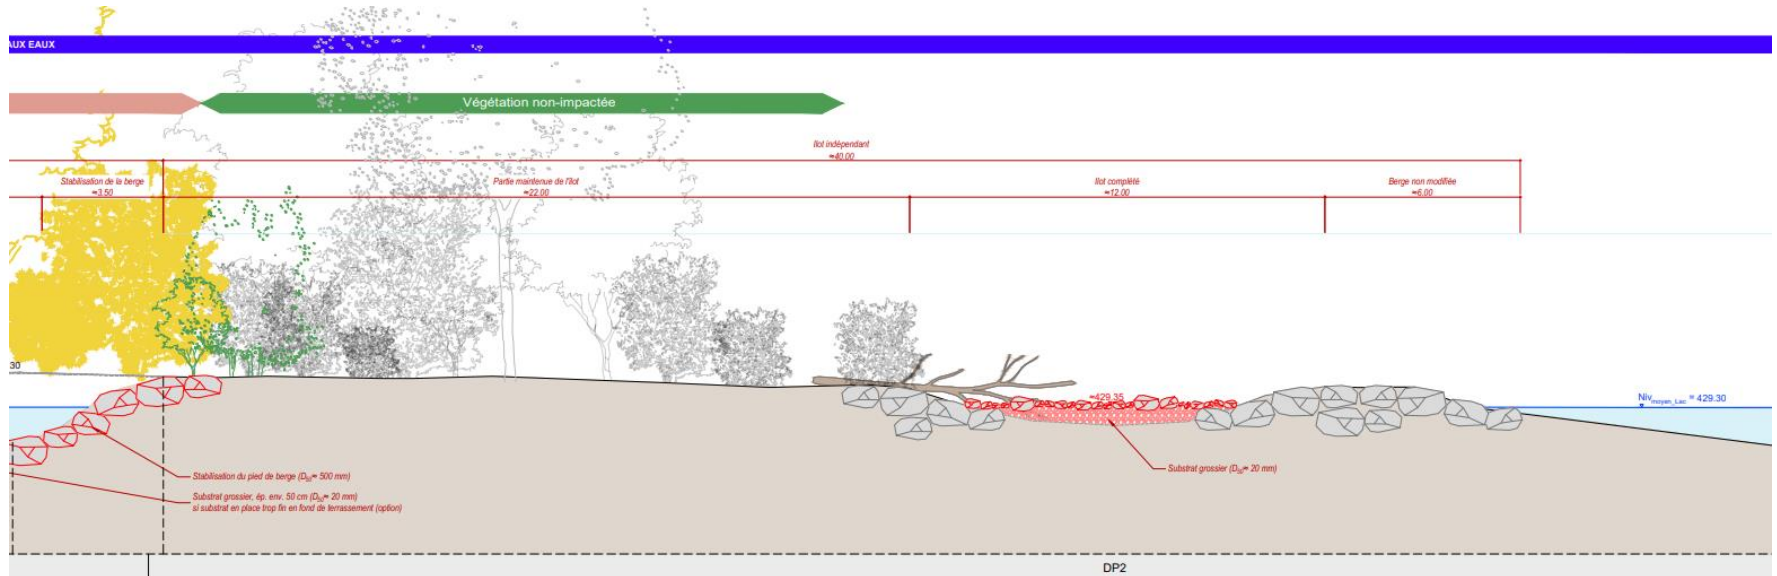 AUX EAUX
Végétation non-impactée
Ilot indépendant
≈40.00
Stabilisation de la berge
≈3.50
Partie maintenue de l'îlot
≈22.00
Ilot complété
≈12.00
Berge non modifiée
≈6.00
30
≈429.35
Nivmoyen_Lac = 429.30
Stabilisation du pied de berge (D50≈ 500 mm)
Substrat grossier (D50≈ 20 mm)
Substrat grossier, ép. env. 50 cm (D50≈ 20 mm)
si substrat en place trop fin en fond de terrassement (option)
DP2